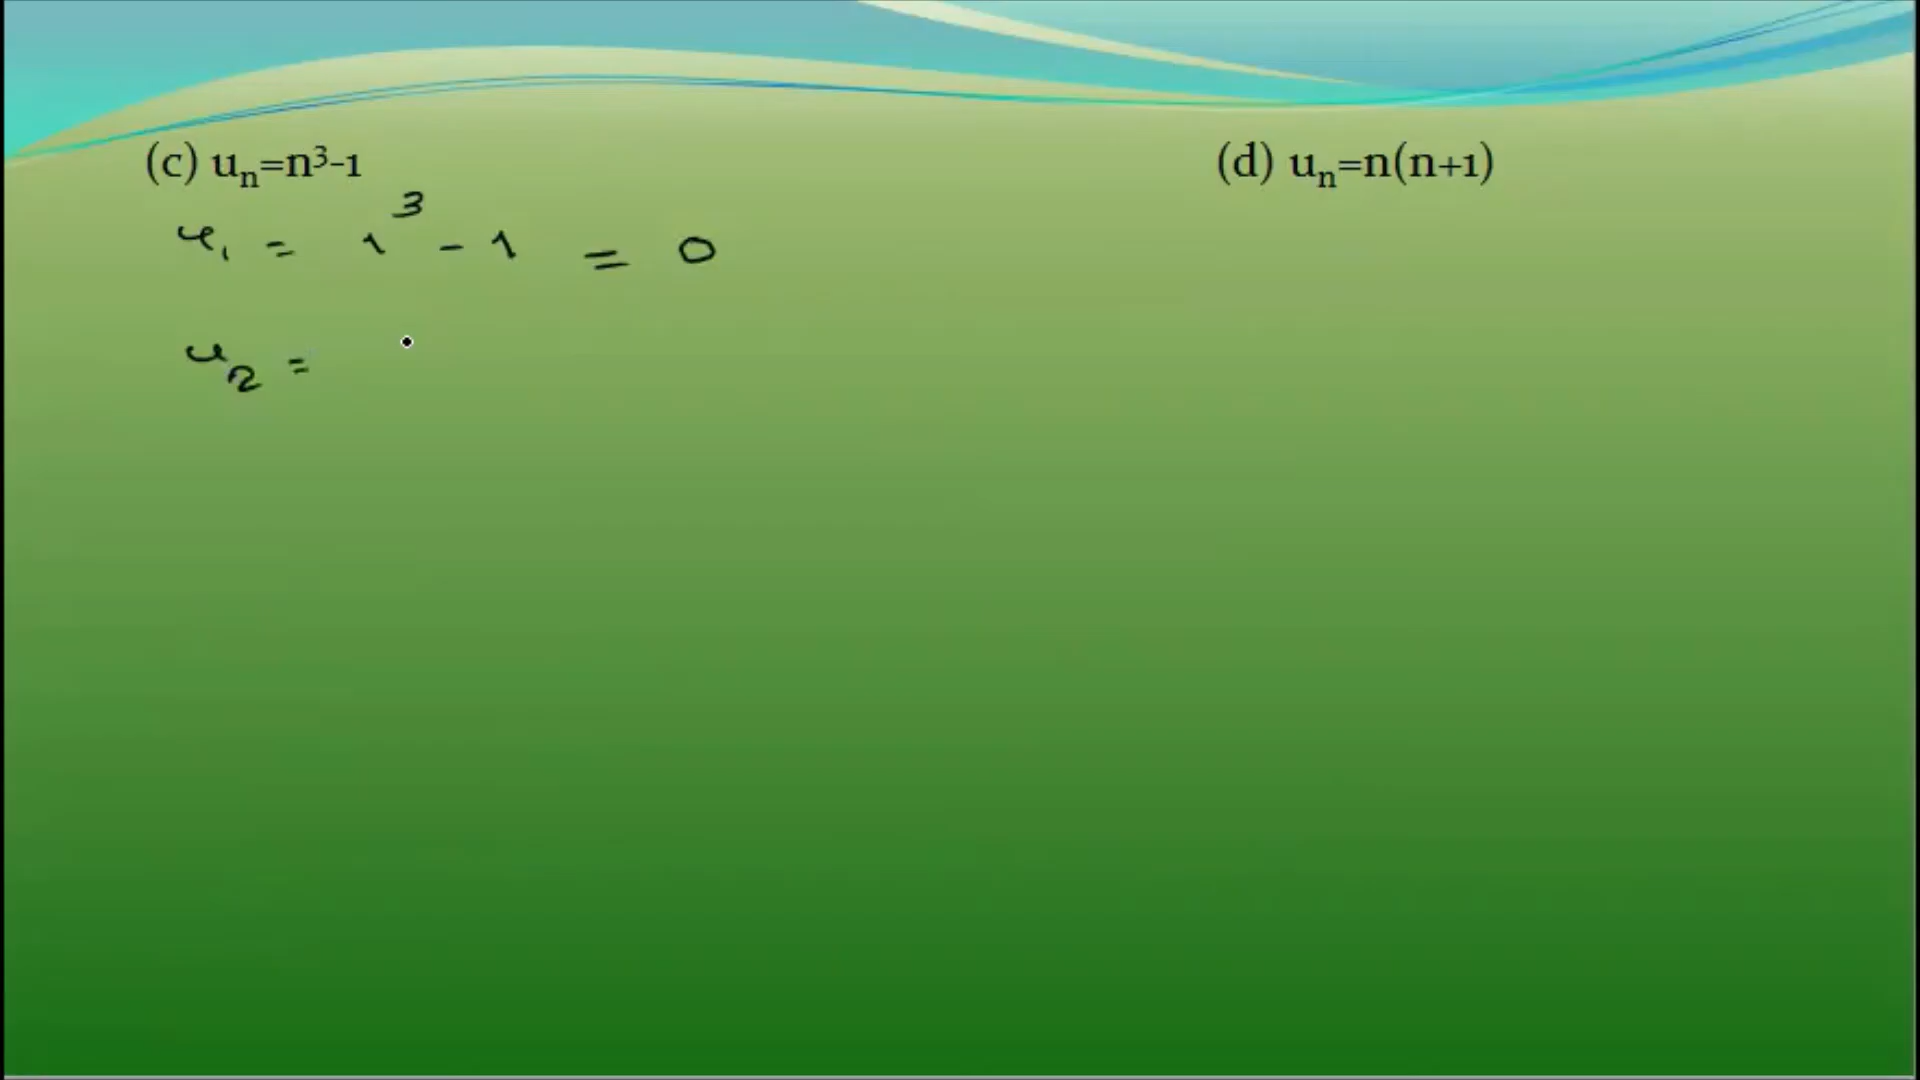 (c) uₙ=n³-1
u₁ = 1³ - 1 = 0
u₂ =
(d) uₙ=n(n+1)